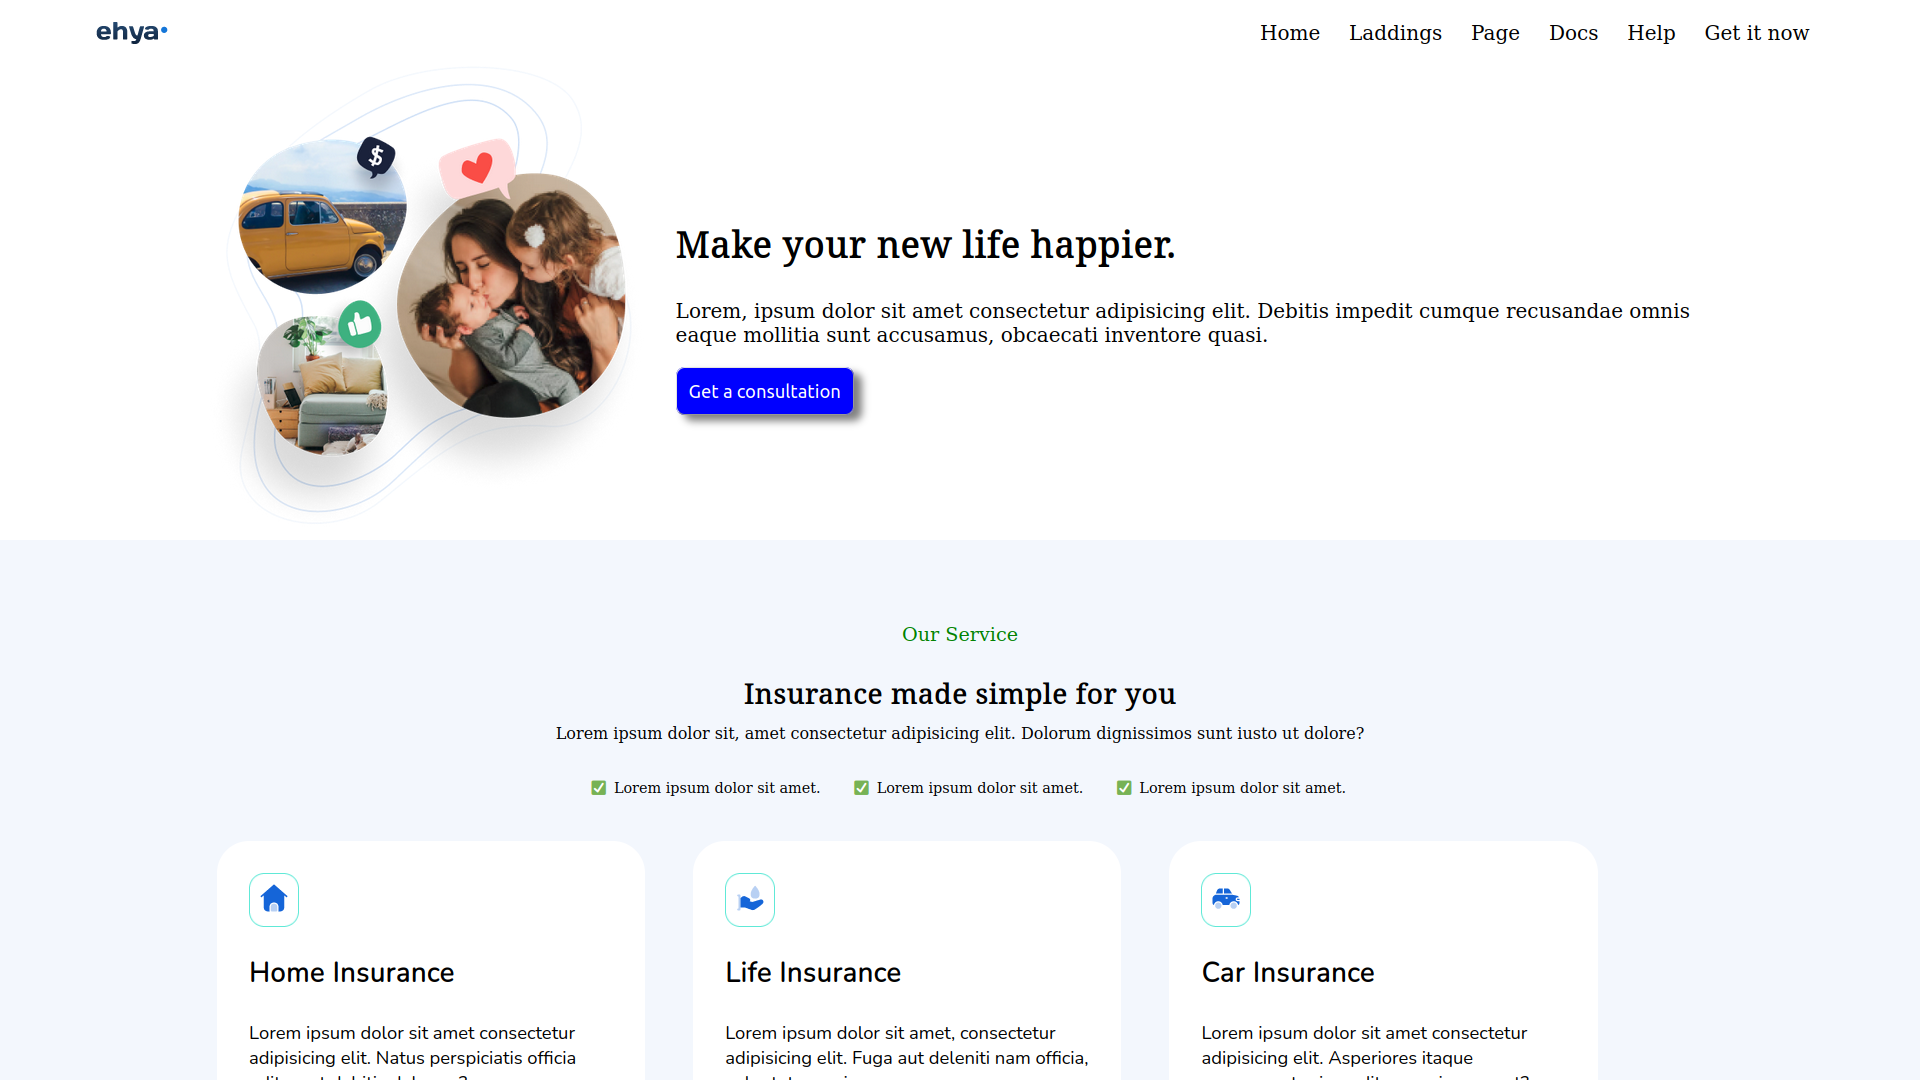 ehya
Home Laddings Page Docs Help Get it now
$
Make your new life happier.
Lorem, ipsum dolor sit amet consectetur adipisicing elit. Debitis impedit cumque recusandae omnis
eaque mollitia sunt accusamus, obcaecati inventore quasi.
Get a consultation
Our Service
Insurance made simple for you
Lorem ipsum dolor sit, amet consectetur adipisicing elit. Dolorum dignissimos sunt iusto ut dolore?
✅ Lorem ipsum dolor sit amet. ✅ Lorem ipsum dolor sit amet. ✅ Lorem ipsum dolor sit amet.
Home Insurance
Lorem ipsum dolor sit amet consectetur
adipisicing elit. Natus perspiciatis officia
Life Insurance
Lorem ipsum dolor sit amet, consectetur
adipisicing elit. Fuga aut deleniti nam officia,
Car Insurance
Lorem ipsum dolor sit amet consectetur
adipisicing elit. Asperiores itaque